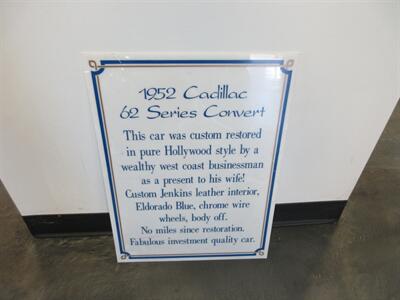 1952 Cadillac
62 Series Convert
This car was custom restored
in pure Hollywood style by a
wealthy west coast businessman
as a present to his wife!
Custom Jenkins leather interior,
Eldorado Blue, chrome wire
wheels, body off.
No miles since restoration.
Fabulous investment quality car.